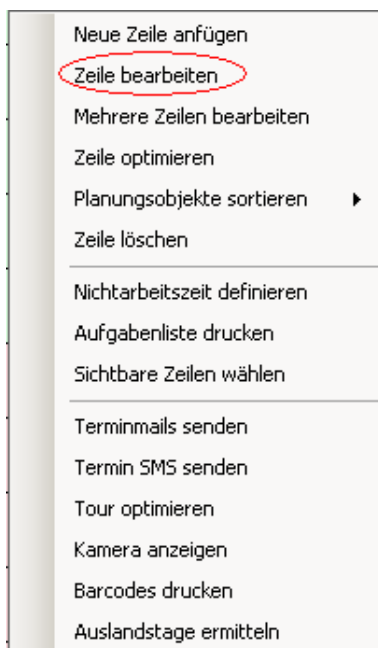 Neue Zeile anfügen
Zeile bearbeiten
Mehrere Zeilen bearbeiten
Zeile optimieren
Planungsobjekte sortieren
Zeile löschen
Nichtarbeitszeit definieren
Aufgabenliste drucken
Sichtbare Zeilen wählen
Terminmails senden
Termin SMS senden
Tour optimieren
Kamera anzeigen
Barcodes drucken
Auslandstage ermitteln